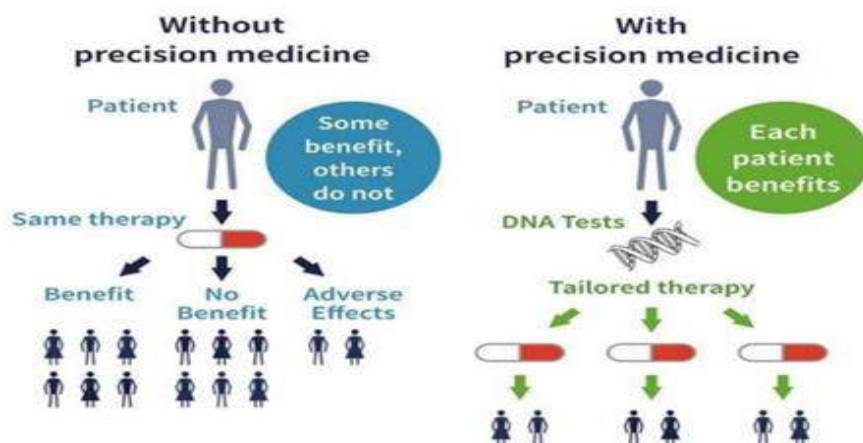 Without
precision medicine
Patient
Some
benefit,
others
do not
Same therapy
Benefit
No
Benefit
Adverse
Effects
With
precision medicine
Patient
Each
patient
benefits
DNA Tests
Tailored therapy